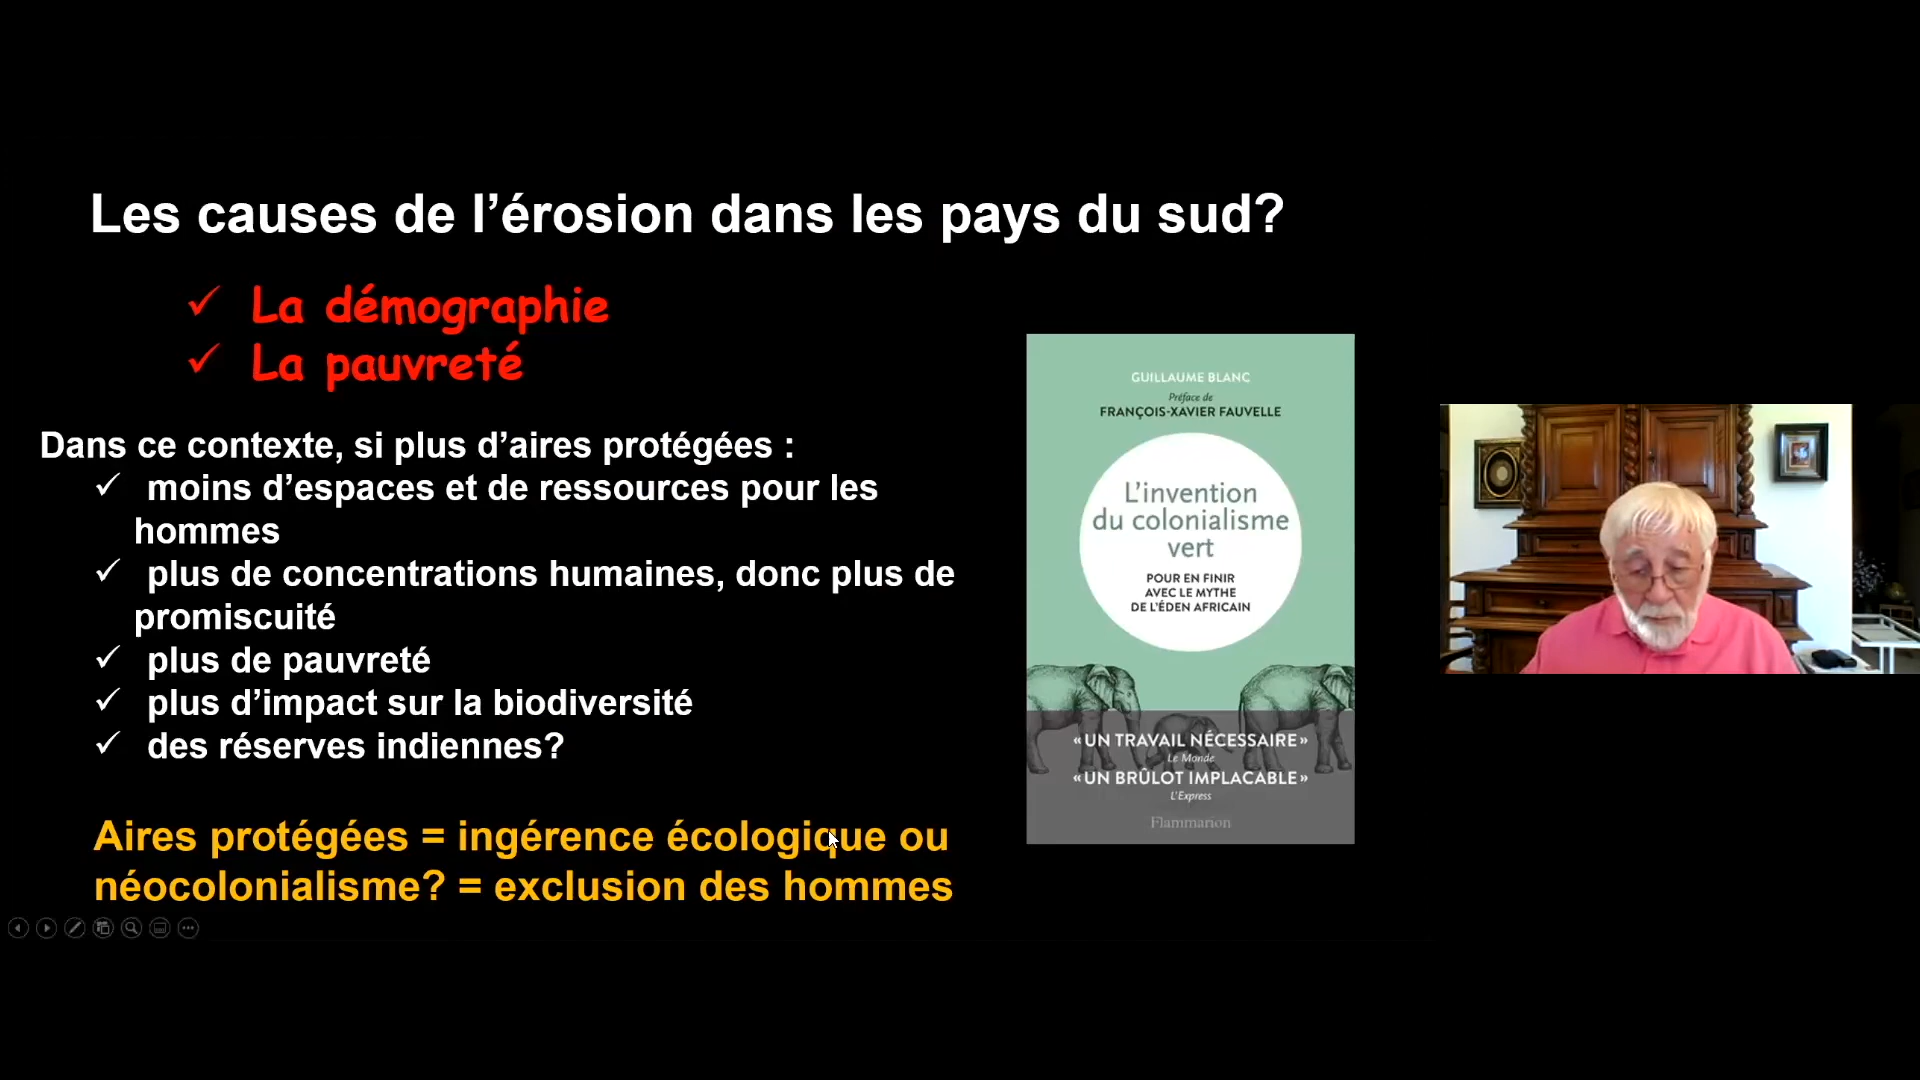 Les causes de l’érosion dans les pays du sud?
✓ La démographie
✓ La pauvreté
Dans ce contexte, si plus d’aires protégées :
✓ moins d’espaces et de ressources pour les
hommes
✓ plus de concentrations humaines, donc plus de
promiscuité
✓ plus de pauvreté
✓ plus d’impact sur la biodiversité
✓ des réserves indiennes?
Aires protégées = ingérence écologique ou
néocolonialisme? = exclusion des hommes
GUILLAUME BLANC
Préface de
FRANÇOIS-XAVIER FAUVELLE
L’invention
du colonialisme
vert
POUR EN FINIR
AVEC LE MYTHE
DE L’ÉDEN AFRICAIN
« UN TRAVAIL NÉCESSAIRE »
Le Monde
« UN BRÛLOT IMPLACABLE »
L’Express
Flammarion